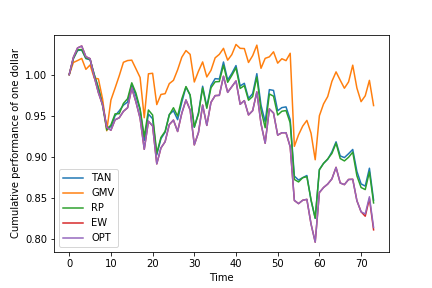 Cumulative performance of one dollar
1.00
0.95
0.90
0.85
0.80
TAN
GMV
RP
EW
OPT
0 10 20 30 40 50 60 70
Time